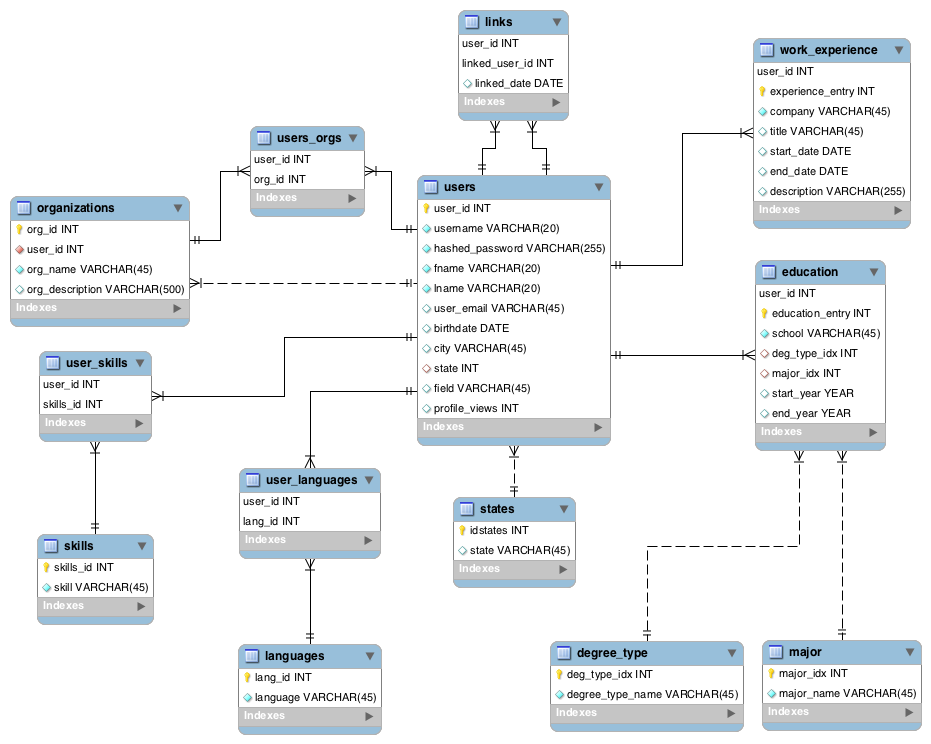 links
user_id INT
linked_user_id INT
linked_date DATE
Indexes
work_experience
user_id INT
experience_entry INT
company VARCHAR(45)
title VARCHAR(45)
start_date DATE
end_date DATE
description VARCHAR(255)
Indexes
users_orgs
user_id INT
org_id INT
Indexes
organizations
org_id INT
user_id INT
org_name VARCHAR(45)
org_description VARCHAR(500)
Indexes
users
user_id INT
username VARCHAR(20)
hashed_password VARCHAR(255)
fname VARCHAR(20)
lname VARCHAR(20)
user_email VARCHAR(45)
birthdate DATE
city VARCHAR(45)
state INT
field VARCHAR(45)
profile_views INT
Indexes
education
user_id INT
education_entry INT
school VARCHAR(45)
deg_type_idx INT
major_idx INT
start_year YEAR
end_year YEAR
Indexes
user_skills
user_id INT
skills_id INT
Indexes
user_languages
user_id INT
lang_id INT
Indexes
states
idstates INT
state VARCHAR(45)
Indexes
skills
skills_id INT
skill VARCHAR(45)
Indexes
languages
lang_id INT
language VARCHAR(45)
Indexes
degree_type
deg_type_idx INT
degree_type_name VARCHAR(45)
Indexes
major
major_idx INT
major_name VARCHAR(45)
Indexes